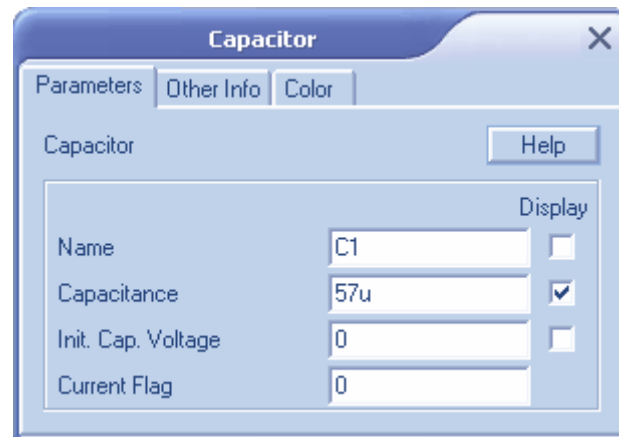 Capacitor
Parameters Other Info Color
Capacitor Help
Display
Name C1
Capacitance 57u
Init. Cap. Voltage 0
Current Flag 0